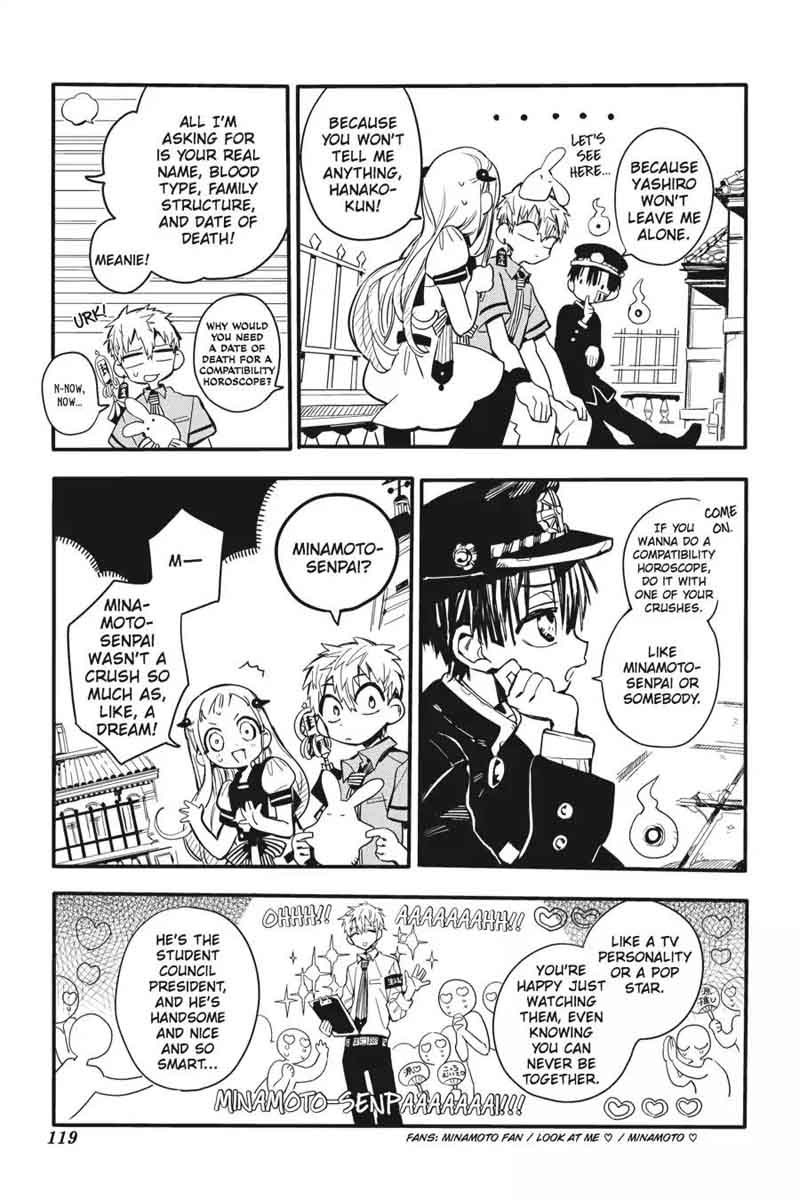 BECAUSE
YASHIRO
WON'T
LEAVE ME
ALONE.
LET'S
SEE
HERE...
BECAUSE
YOU WON'T
TELL ME
ANYTHING,
HANAKO-
KUN!
ALL I'M
ASKING FOR
IS YOUR REAL
NAME, BLOOD
TYPE, FAMILY
STRUCTURE,
AND DATE OF
DEATH!
MEANIE!
WHY WOULD
YOU NEED
A DATE OF
DEATH FOR A
COMPATIBILITY
HOROSCOPE?
URK!
N-NOW,
NOW...
COME
ON.
IF YOU
WANNA DO A
COMPATIBILITY
HOROSCOPE,
DO IT WITH
ONE OF YOUR
CRUSHES.
LIKE
MINAMOTO-
SENPAI OR
SOMEBODY.
MINAMOTO-
SENPAI?
M—
MINA-
MOTO-
SENPAI
WASN'T A
CRUSH SO
MUCH AS,
LIKE, A
DREAM!
LIKE A TV
PERSONALITY
OR A POP
STAR.
YOU'RE
HAPPY JUST
WATCHING
THEM, EVEN
KNOWING
YOU CAN
NEVER BE
TOGETHER.
OHHH!!
AAAAAAAHH!!
HE'S THE
STUDENT
COUNCIL
PRESIDENT,
AND HE'S
HANDSOME
AND NICE
AND SO
SMART...
MINAMOTO-SENPAAAAAAAI!!!
119
FANS: MINAMOTO FAN / LOOK AT ME ♡ / MINAMOTO ♡